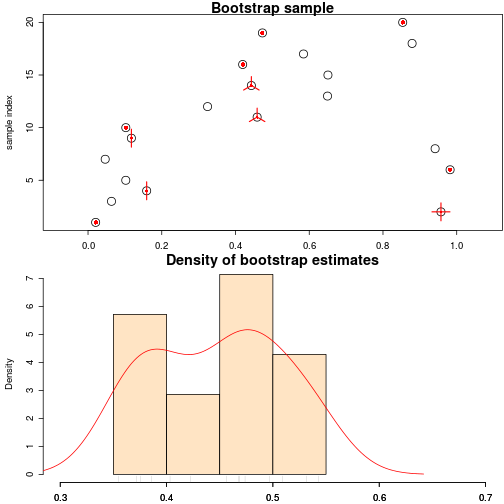 Bootstrap sample
sample index
20
15
10
5
0.0 0.2 0.4 0.6 0.8 1.0
Density of bootstrap estimates
Density
7
6
5
4
3
2
1
0
0.3 0.4 0.5 0.6 0.7